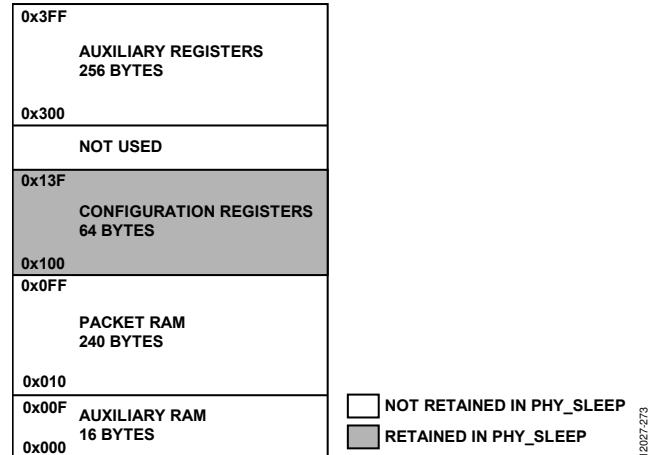 0x3FF
AUXILIARY REGISTERS
256 BYTES
0x300
NOT USED
0x13F
CONFIGURATION REGISTERS
64 BYTES
0x100
0x0FF
PACKET RAM
240 BYTES
0x010
0x00F
AUXILIARY RAM
16 BYTES
0x000
NOT RETAINED IN PHY_SLEEP
RETAINED IN PHY_SLEEP
12027-273